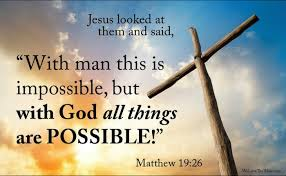 Jesus looked at
them and said,
“With man this is
impossible, but
with God all things
are POSSIBLE!”
Matthew 19:26